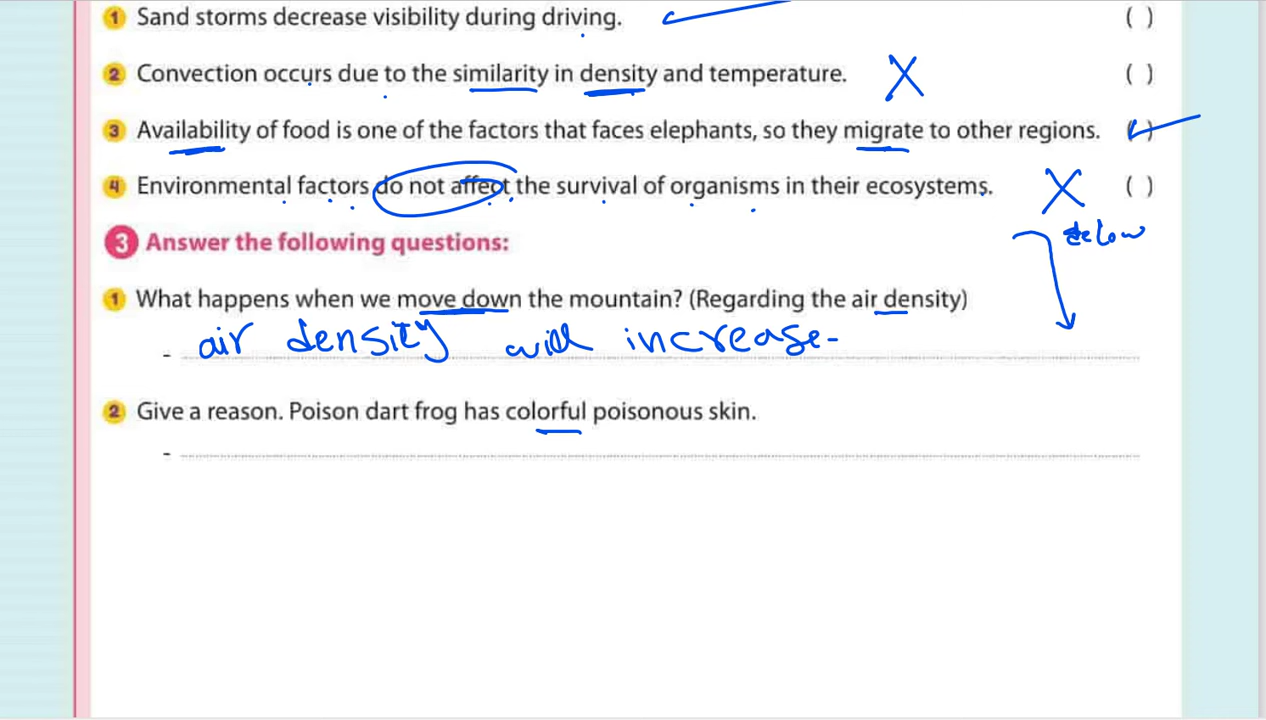 1 Sand storms decrease visibility during driving. ( )
2 Convection occurs due to the similarity in density and temperature. X ( )
3 Availability of food is one of the factors that faces elephants, so they migrate to other regions. ( )
4 Environmental factors do not affect the survival of organisms in their ecosystems. X ( )
below
3 Answer the following questions:
1 What happens when we move down the mountain? (Regarding the air density)
- air density will increase-
2 Give a reason. Poison dart frog has colorful poisonous skin.
-